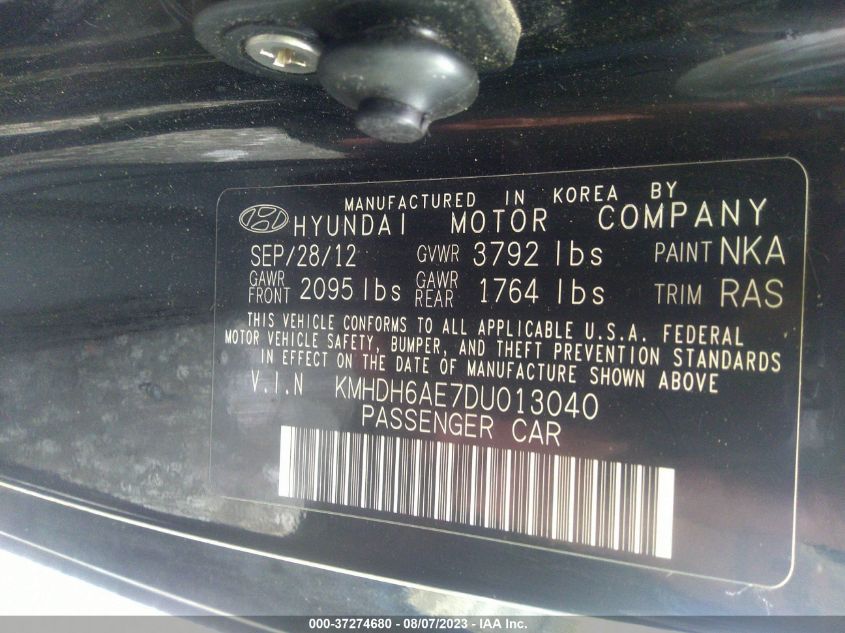 MANUFACTURED IN KOREA BY
HYUNDAI MOTOR COMPANY
SEP/28/12 GVWR 3792 lbs PAINT NKA
GAWR FRONT 2095 lbs GAWR REAR 1764 lbs TRIM RAS
THIS VEHICLE CONFORMS TO ALL APPLICABLE U.S.A. FEDERAL
MOTOR VEHICLE SAFETY, BUMPER, AND THEFT PREVENTION STANDARDS
IN EFFECT ON THE DATE OF MANUFACTURE SHOWN ABOVE
V.I.N KMHDH6AE7DU013040
PASSENGER CAR
000-37274680 - 08/07/2023 - IAA Inc.